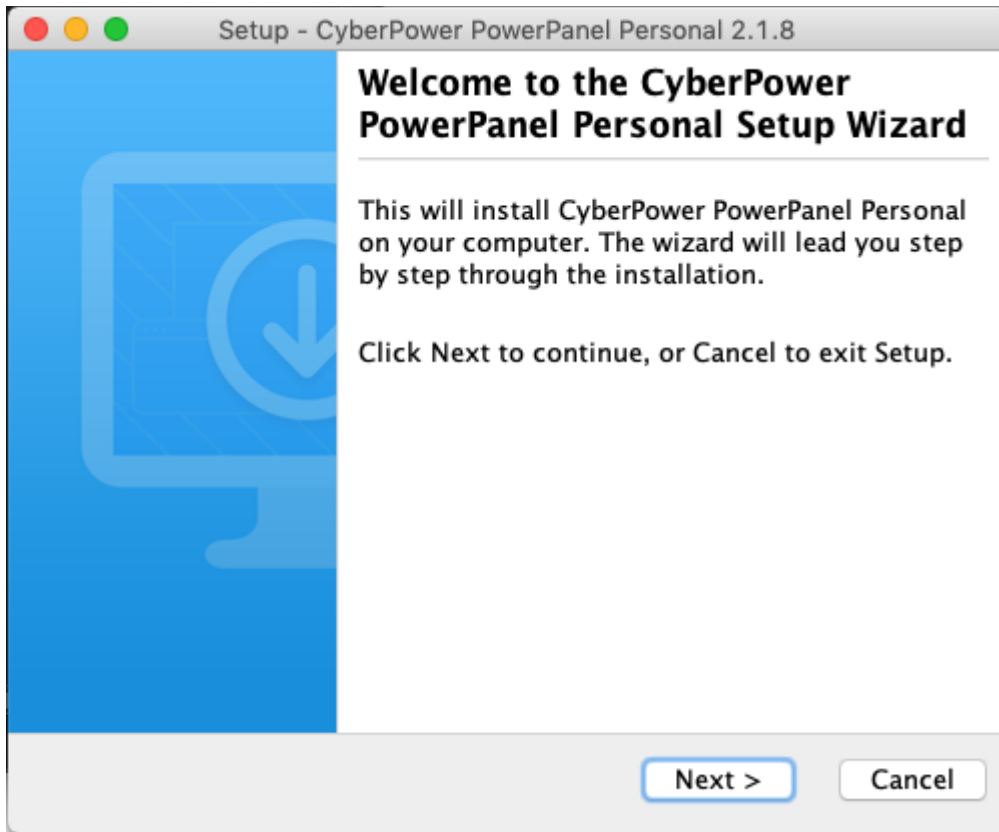 Setup - CyberPower PowerPanel Personal 2.1.8
Welcome to the CyberPower
PowerPanel Personal Setup Wizard
This will install CyberPower PowerPanel Personal
on your computer. The wizard will lead you step
by step through the installation.
Click Next to continue, or Cancel to exit Setup.
Next >
Cancel